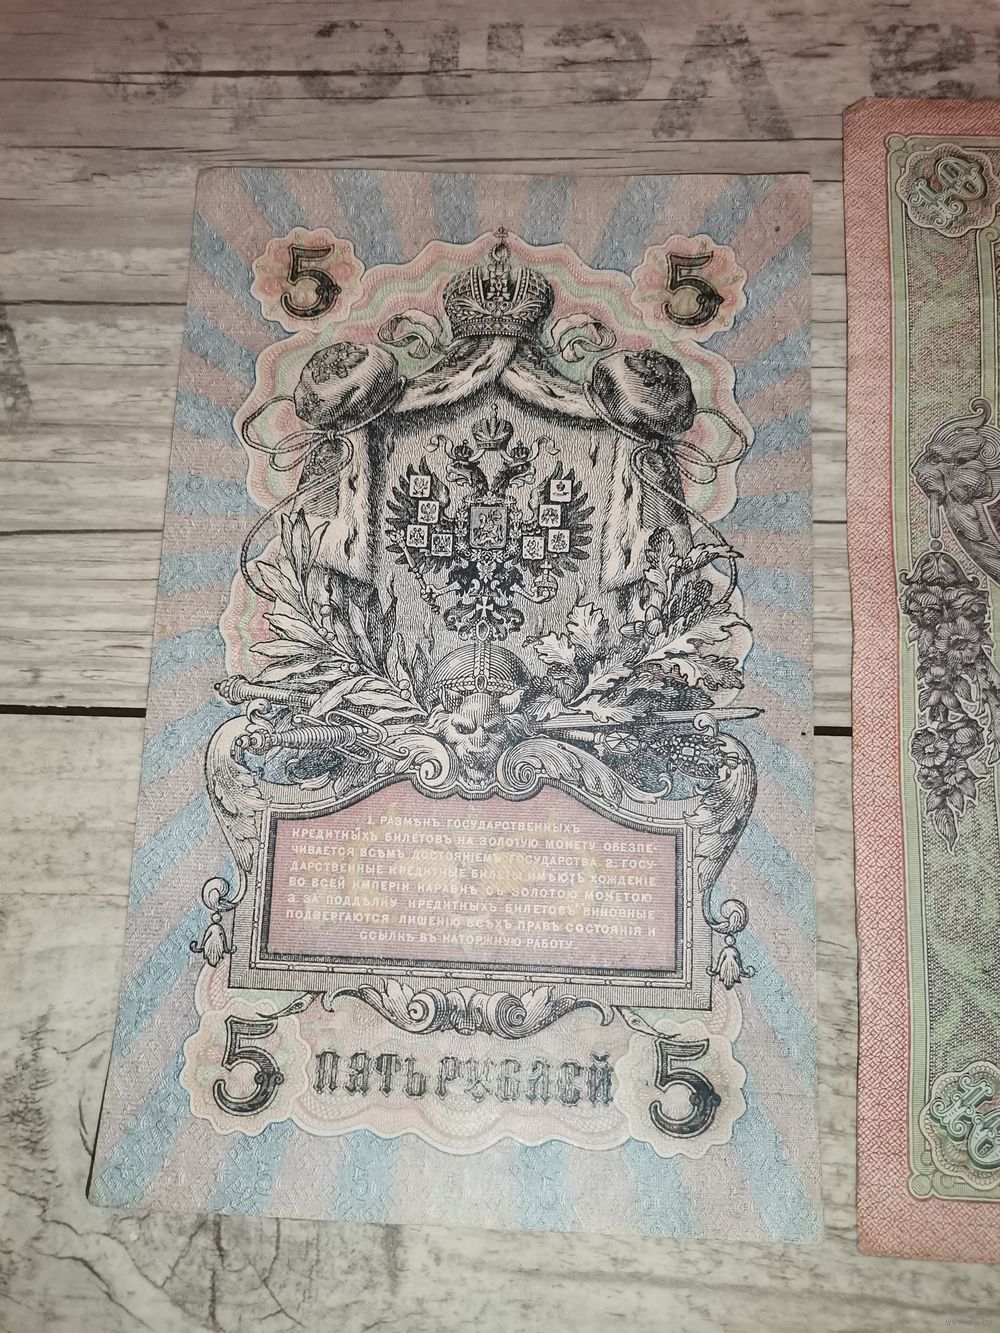 5 5
1. РАЗМѢНЪ ГОСУДАРСТВЕННЫХЪ
КРЕДИТНЫХЪ БИЛЕТОВЪ НА ЗОЛОТУЮ МОНЕТУ ОБЕЗПЕ-
ЧИВАЕТСЯ ВСѢМЪ ДОСТОЯНІЕМЪ ГОСУДАРСТВА. 2. ГОСУ-
ДАРСТВЕННЫЕ КРЕДИТНЫЕ БИЛЕТЫ ИМѢЮТЪ ХОЖДЕНІЕ
ВО ВСЕЙ ИМПЕРІИ НАРАВНѢ СЪ ЗОЛОТОЮ МОНЕТОЮ
3. ЗА ПОДДѢЛКУ КРЕДИТНЫХЪ БИЛЕТОВЪ ВИНОВНЫЕ
ПОДВЕРГАЮТСЯ ЛИШЕНІЮ ВСѢХЪ ПРАВЪ СОСТОЯНІЯ И
ССЫЛКѢ ВЪ КАТОРЖНУЮ РАБОТУ
5 ПЯТЬ РУБЛЕЙ 5